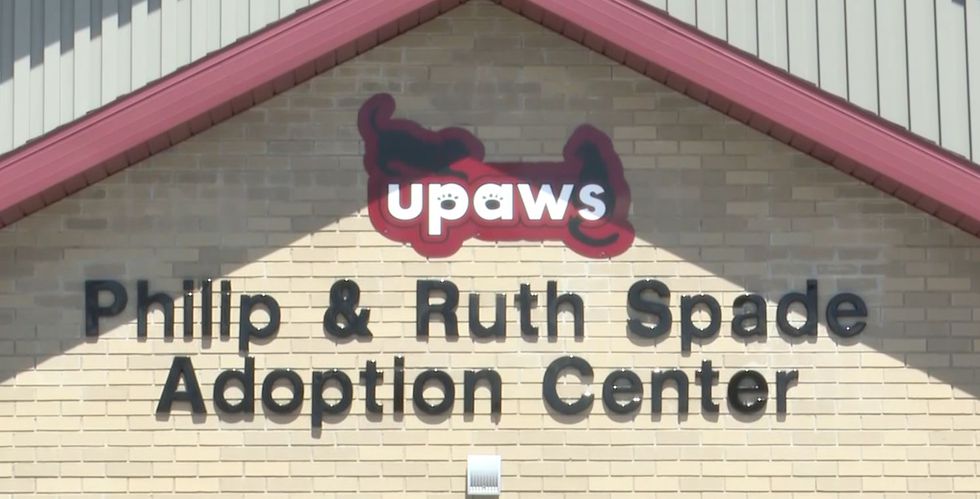 upaws
Philip & Ruth Spade
Adoption Center